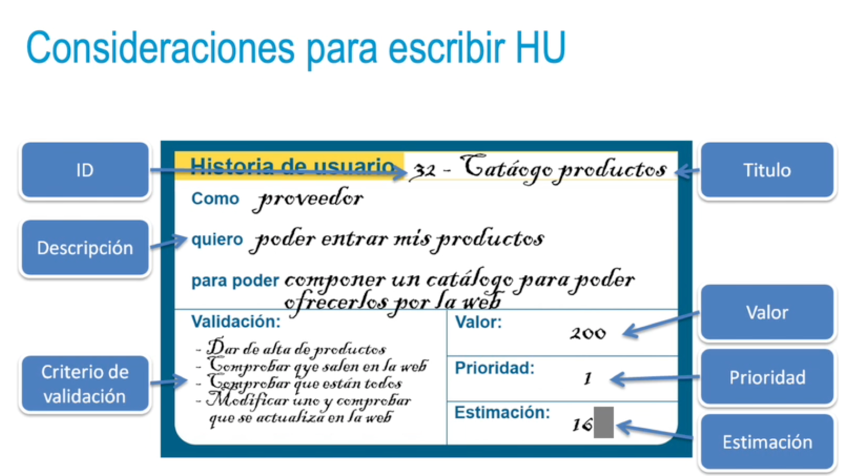 Consideraciones para escribir HU
ID
Historia de usuario 32 - Catáogo productos
Titulo
Como proveedor
Descripción
quiero poder entrar mis productos
para poder componer un catálogo para poder
ofrecerlos por la web
Validación:
- Dar de alta de productos
- Comprobar qye salen en la web
- Comprobar que están todos
- Modificar uno y comprobar
que se actualiza en la web
Criterio de
validación
Valor: 200
Valor
Prioridad: 1
Prioridad
Estimación: 16
Estimación